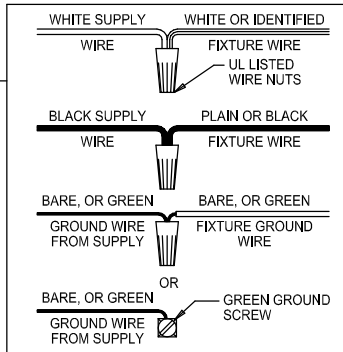 WHITE SUPPLY WHITE OR IDENTIFIED
WIRE FIXTURE WIRE
UL LISTED
WIRE NUTS
BLACK SUPPLY PLAIN OR BLACK
WIRE FIXTURE WIRE
BARE, OR GREEN BARE, OR GREEN
GROUND WIRE FIXTURE GROUND
FROM SUPPLY WIRE
OR
BARE, OR GREEN GREEN GROUND
GROUND WIRE SCREW
FROM SUPPLY